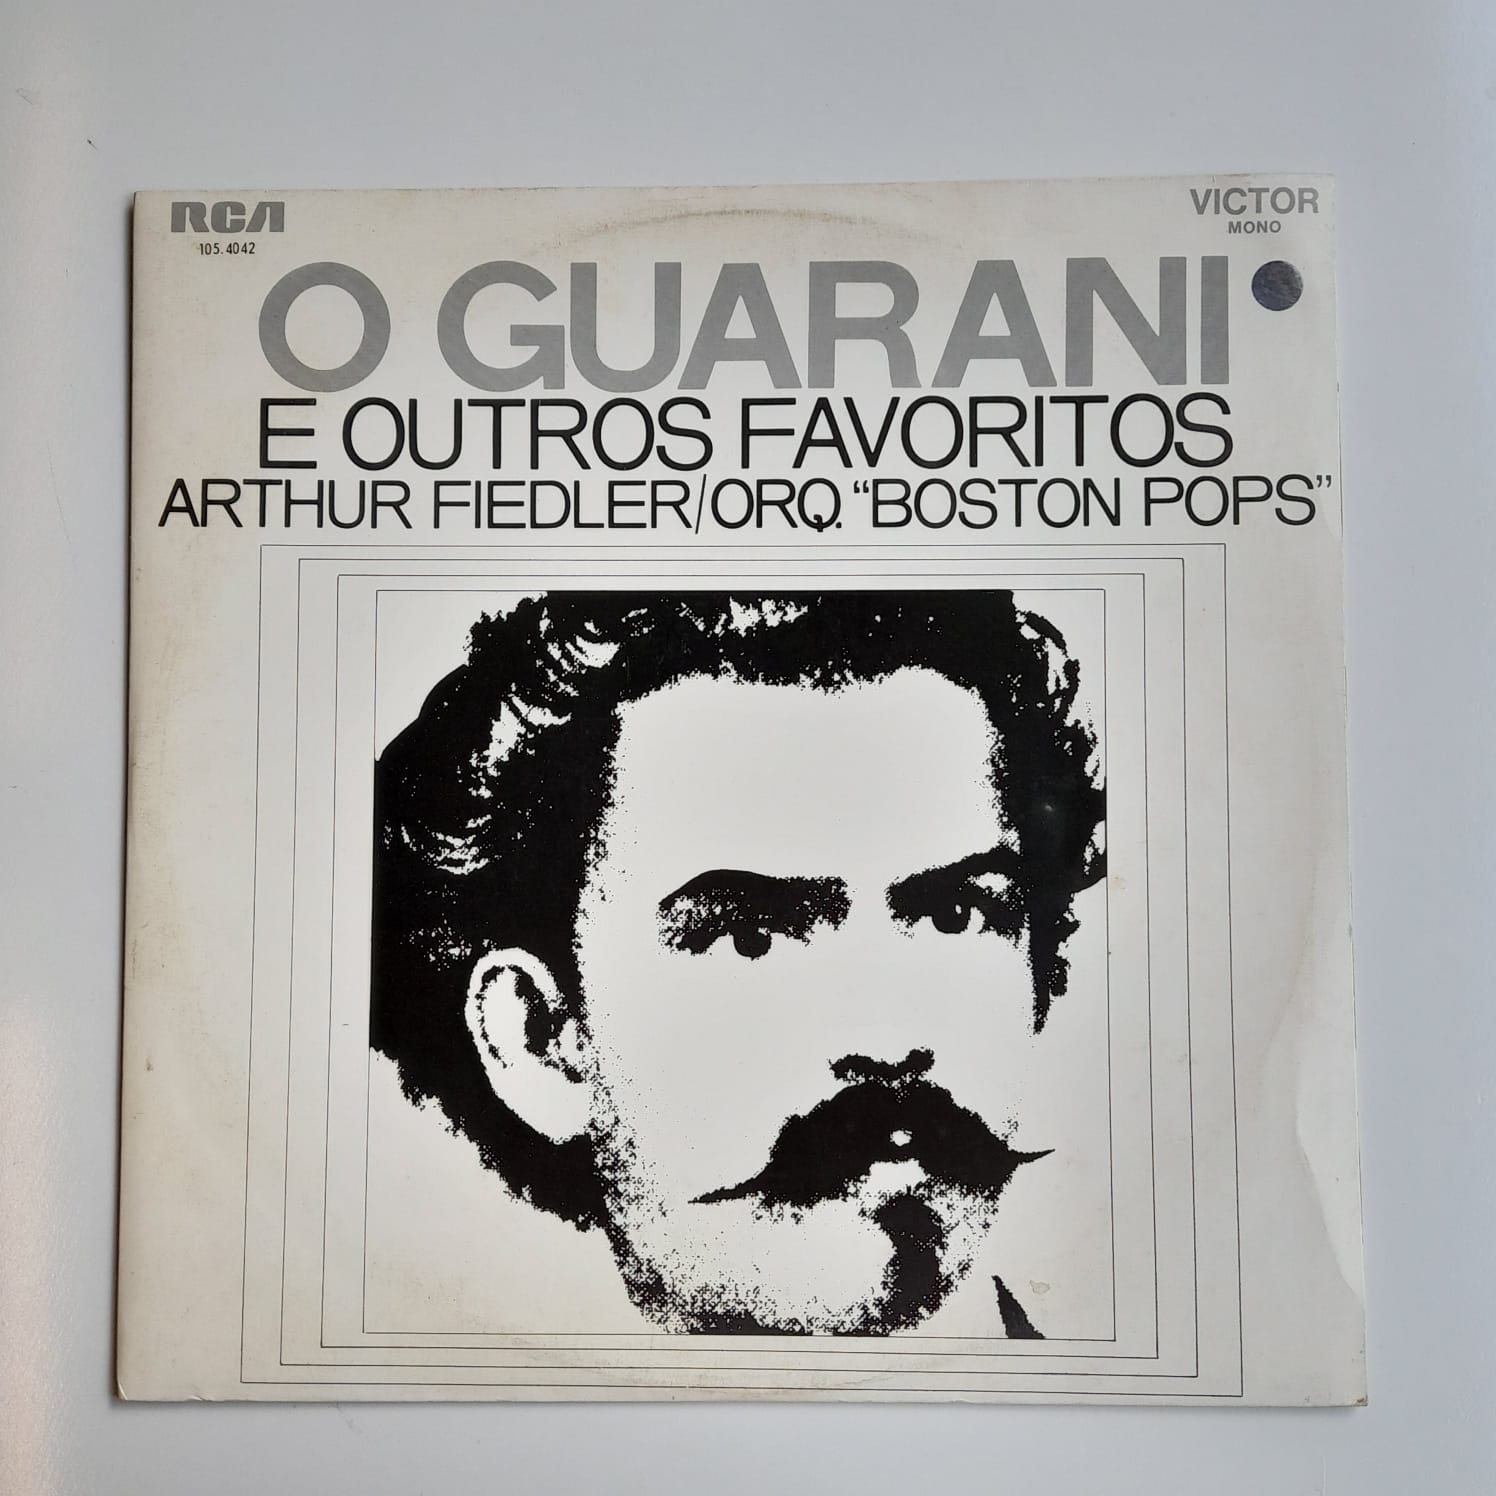 RCA
VICTOR
105.4042
MONO
O GUARANI
E OUTROS FAVORITOS
ARTHUR FIEDLER/ORQ. "BOSTON POPS"